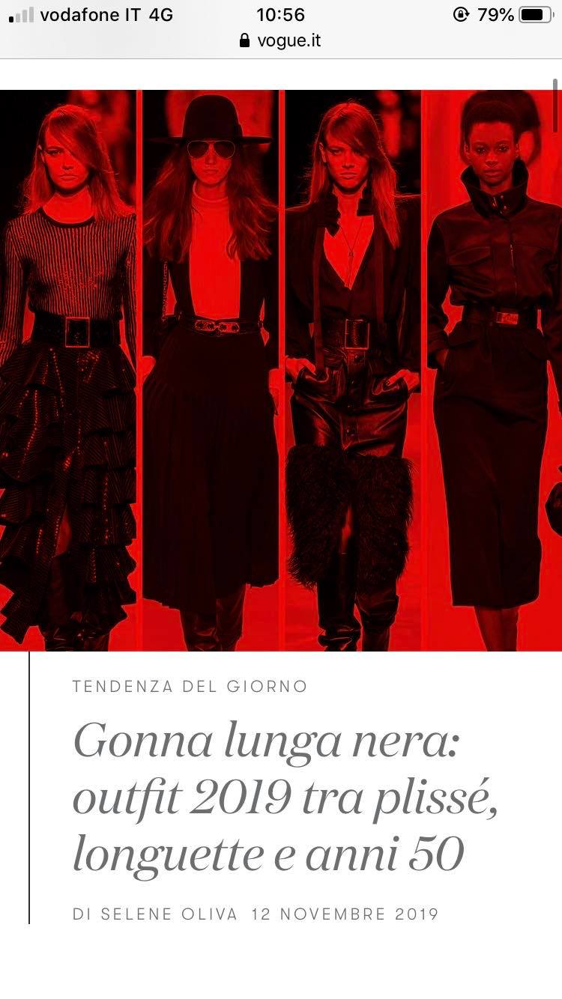 vodafone IT 4G 10:56 79%
vogue.it
TENDENZA DEL GIORNO
Gonna lunga nera:
outfit 2019 tra plissé,
longuette e anni 50
DI SELENE OLIVA 12 NOVEMBRE 2019